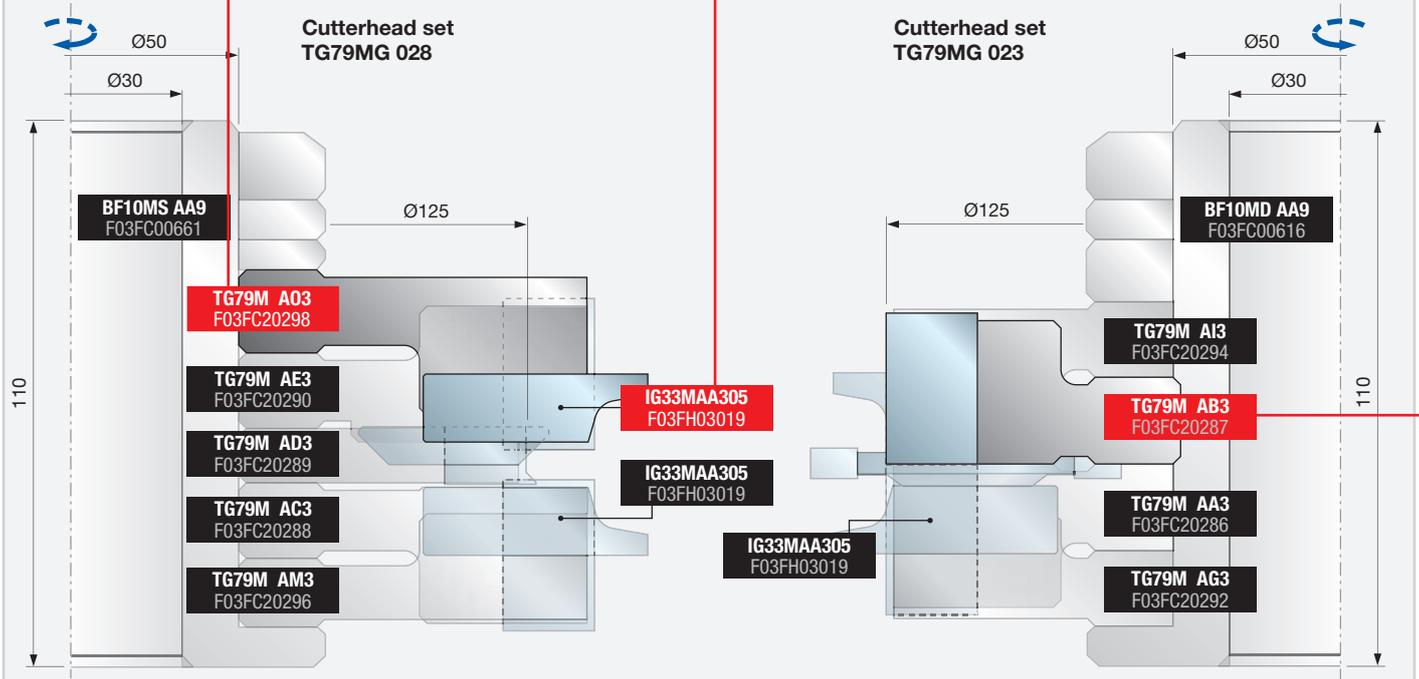 Cutterhead set
TG79MG 028
Ø50
Ø30
BF10MS AA9
F03FC00661
Ø125
110
TG79M AO3
F03FC20298
TG79M AE3
F03FC20290
TG79M AD3
F03FC20289
TG79M AC3
F03FC20288
TG79M AM3
F03FC20296
IG33MAA305
F03FH03019
IG33MAA305
F03FH03019
Cutterhead set
TG79MG 023
Ø50
Ø30
Ø125
BF10MD AA9
F03FC00616
110
TG79M AI3
F03FC20294
TG79M AB3
F03FC20287
TG79M AA3
F03FC20286
TG79M AG3
F03FC20292
IG33MAA305
F03FH03019